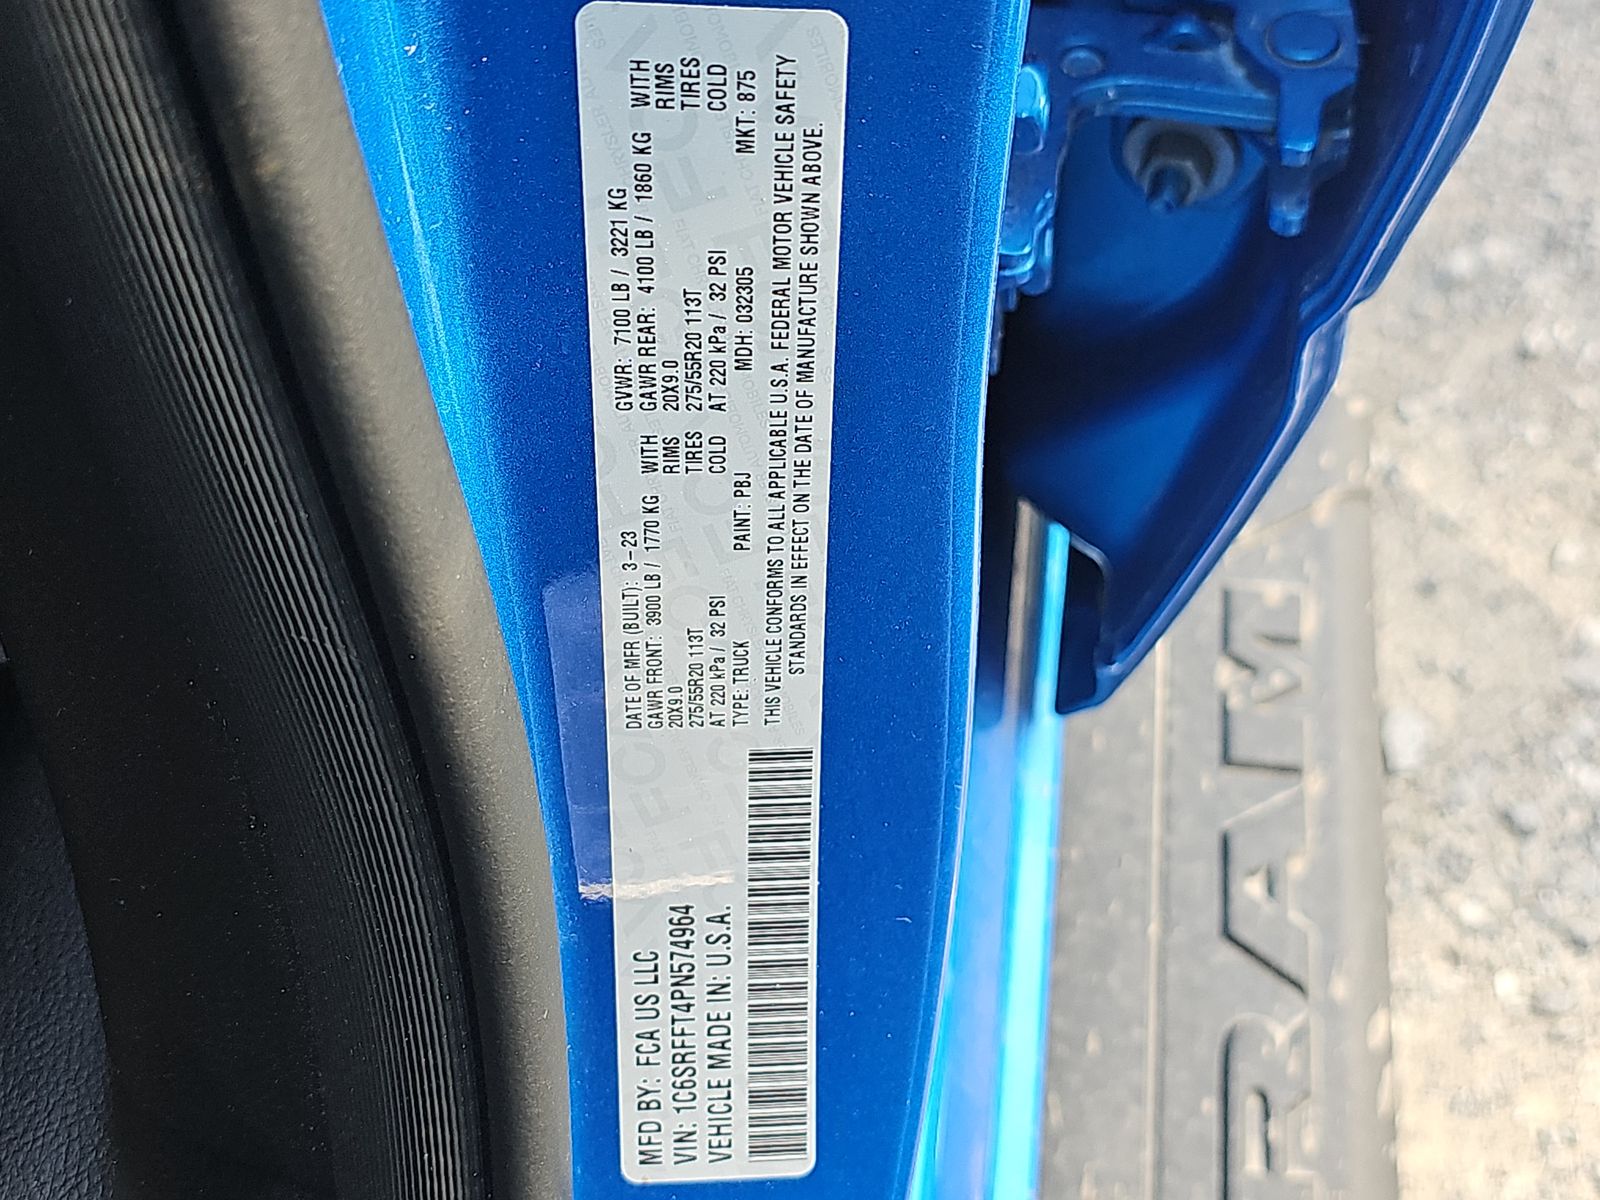 MFD BY: FCA US LLC
VIN: 1C6SRFFT4PN574964
VEHICLE MADE IN: U.S.A.
DATE OF MFR (BUILT): 3-23 GVWR: 7100 LB / 3221 KG
GAWR FRONT: 3900 LB / 1770 KG WITH GAWR REAR: 4100 LB / 1860 KG WITH
20X9.0 RIMS 20X9.0 RIMS
275/55R20 113T TIRES 275/55R20 113T TIRES
AT 220 kPa / 32 PSI COLD AT 220 kPa / 32 PSI COLD
TYPE: TRUCK PAINT: PBJ MDH: 032305 MKT: 875
THIS VEHICLE CONFORMS TO ALL APPLICABLE U.S.A. FEDERAL MOTOR VEHICLE SAFETY
STANDARDS IN EFFECT ON THE DATE OF MANUFACTURE SHOWN ABOVE.
RAM